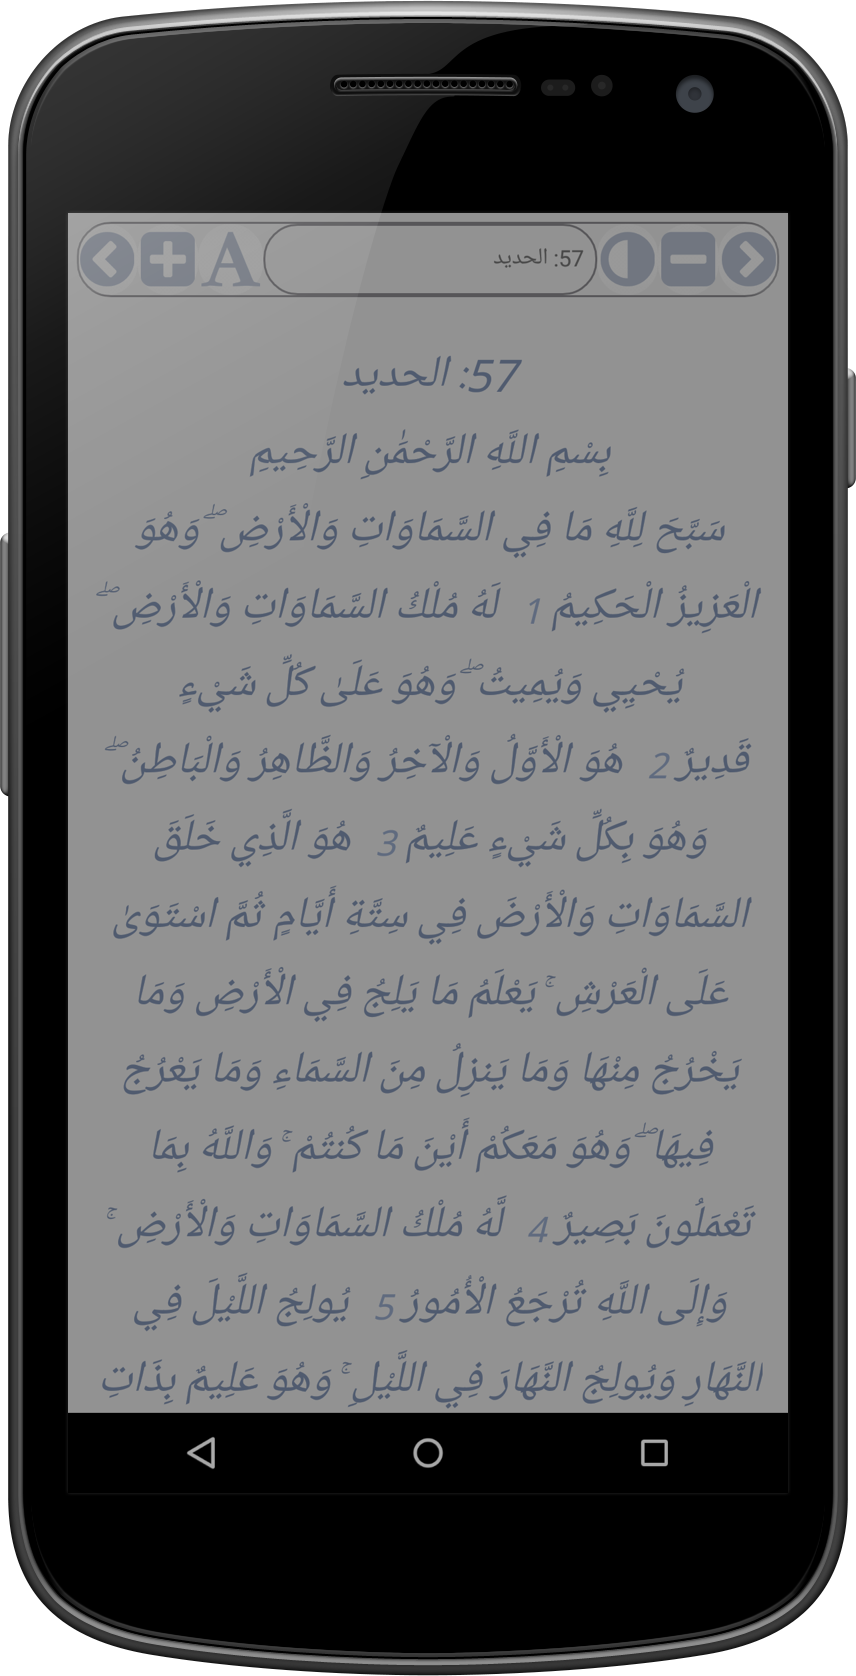 A
57: الحديد
57: الحديد
بِسْمِ اللَّهِ الرَّحْمَٰنِ الرَّحِيمِ
سَبَّحَ لِلَّهِ مَا فِي السَّمَاوَاتِ وَالْأَرْضِ ۖ وَهُوَ
الْعَزِيزُ الْحَكِيمُ 1 لَهُ مُلْكُ السَّمَاوَاتِ وَالْأَرْضِ ۖ
يُحْيِي وَيُمِيتُ ۖ وَهُوَ عَلَىٰ كُلِّ شَيْءٍ
قَدِيرٌ 2 هُوَ الْأَوَّلُ وَالْآخِرُ وَالظَّاهِرُ وَالْبَاطِنُ ۖ
وَهُوَ بِكُلِّ شَيْءٍ عَلِيمٌ 3 هُوَ الَّذِي خَلَقَ
السَّمَاوَاتِ وَالْأَرْضَ فِي سِتَّةِ أَيَّامٍ ثُمَّ اسْتَوَىٰ
عَلَى الْعَرْشِ ۚ يَعْلَمُ مَا يَلِجُ فِي الْأَرْضِ وَمَا
يَخْرُجُ مِنْهَا وَمَا يَنزِلُ مِنَ السَّمَاءِ وَمَا يَعْرُجُ
فِيهَا ۖ وَهُوَ مَعَكُمْ أَيْنَ مَا كُنتُمْ ۚ وَاللَّهُ بِمَا
تَعْمَلُونَ بَصِيرٌ 4 لَّهُ مُلْكُ السَّمَاوَاتِ وَالْأَرْضِ ۚ
وَإِلَى اللَّهِ تُرْجَعُ الْأُمُورُ 5 يُولِجُ اللَّيْلَ فِي
النَّهَارِ وَيُولِجُ النَّهَارَ فِي اللَّيْلِ ۚ وَهُوَ عَلِيمٌ بِذَاتِ